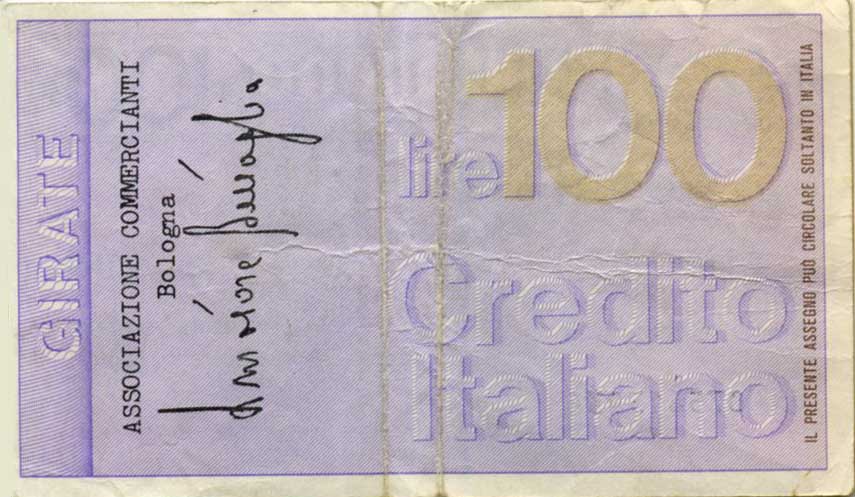 GIRATE
ASSOCIAZIONE COMMERCIANTI
Bologna
lire 100
Credito
Italiano
IL PRESENTE ASSEGNO PUÒ CIRCOLARE SOLTANTO IN ITALIA